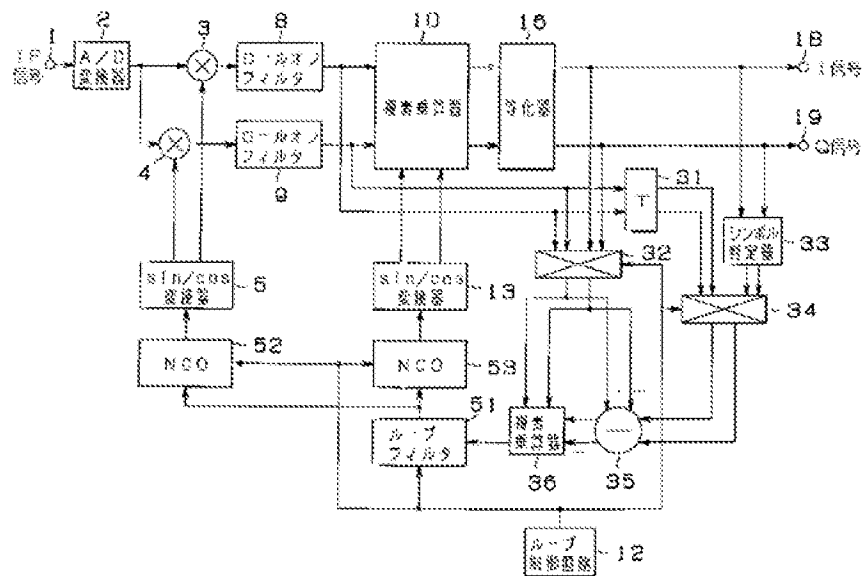 1
IF
信号
2
A/D
変換器
3
4
8
ロールオフ
フィルタ
ロールオフ
フィルタ
9
10
複素乗算器
16
等化器
18
I信号
19
Q信号
T
31
32
シンボル
判定器
33
34
sin/cos
変換器
5
sin/cos
変換器
13
NCO
52
NCO
53
ループ
フィルタ
51
複素
乗算器
36
35
ループ
制御回路
12